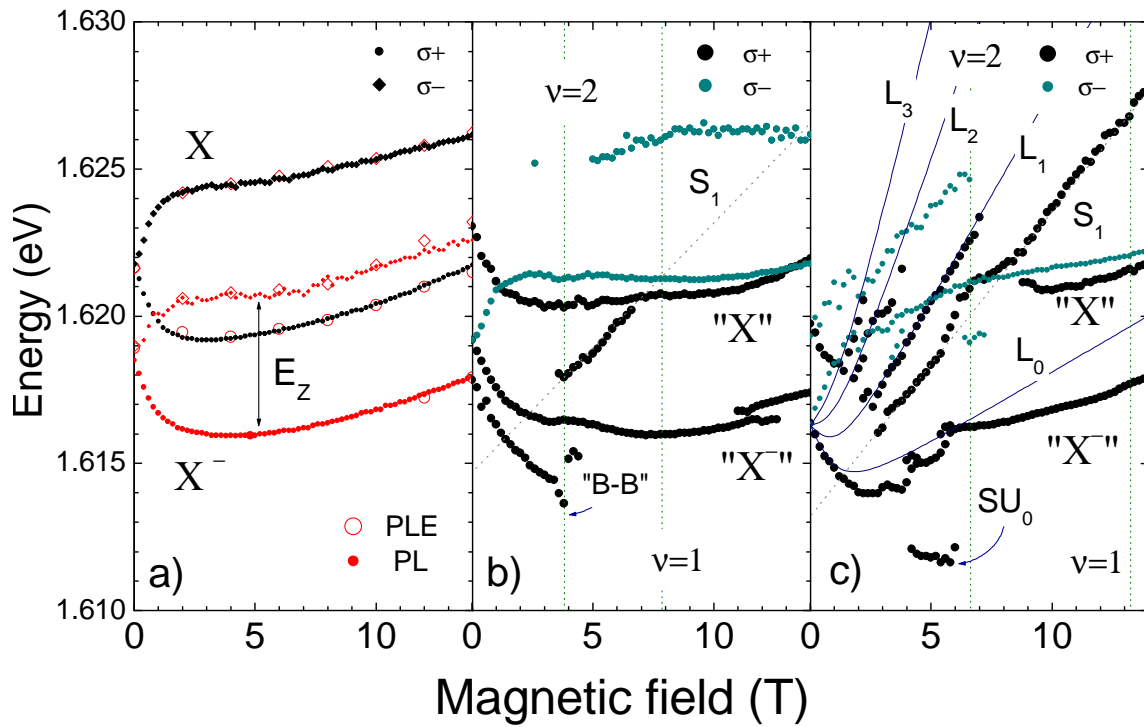 1.630
1.625
1.620
1.615
1.610
Energy (eV)
σ+
σ−
X
E_Z
X⁻
PLE
PL
a)
0 5 10
σ+
σ−
ν=2
S₁
"X"
"X⁻"
"B-B"
ν=1
b)
0 5 10
ν=2
σ+
σ−
L₃
L₂
L₁
S₁
"X"
L₀
"X⁻"
SU₀
ν=1
c)
0 5 10
Magnetic field (T)